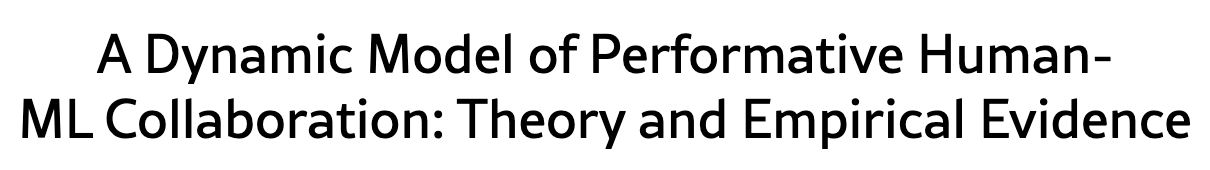 A Dynamic Model of Performative Human-
ML Collaboration: Theory and Empirical Evidence